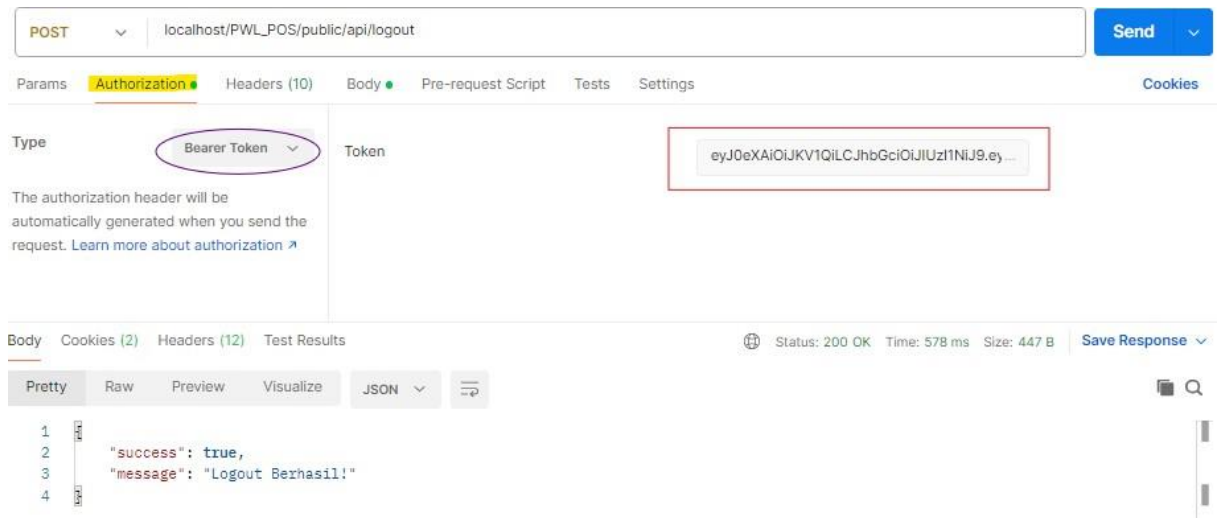 POST localhost/PWL_POS/public/api/logout Send
Params Authorization Headers (10) Body Pre-request Script Tests Settings Cookies
Type Bearer Token Token eyJ0eXAiOiJKV1QiLCJhbGciOiJIUzI1NiJ9.ey...
The authorization header will be
automatically generated when you send the
request. Learn more about authorization ↗
Body Cookies (2) Headers (12) Test Results Status: 200 OK Time: 578 ms Size: 447 B Save Response
Pretty Raw Preview Visualize JSON
1 {
2 "success": true,
3 "message": "Logout Berhasil!"
4 }